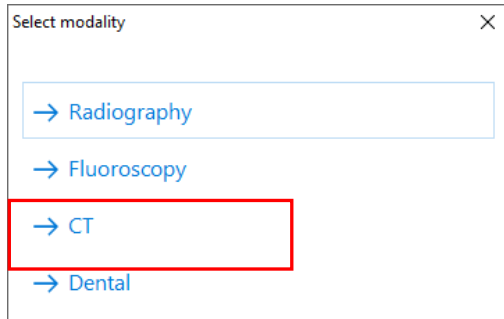 Select modality
→ Radiography
→ Fluoroscopy
→ CT
→ Dental